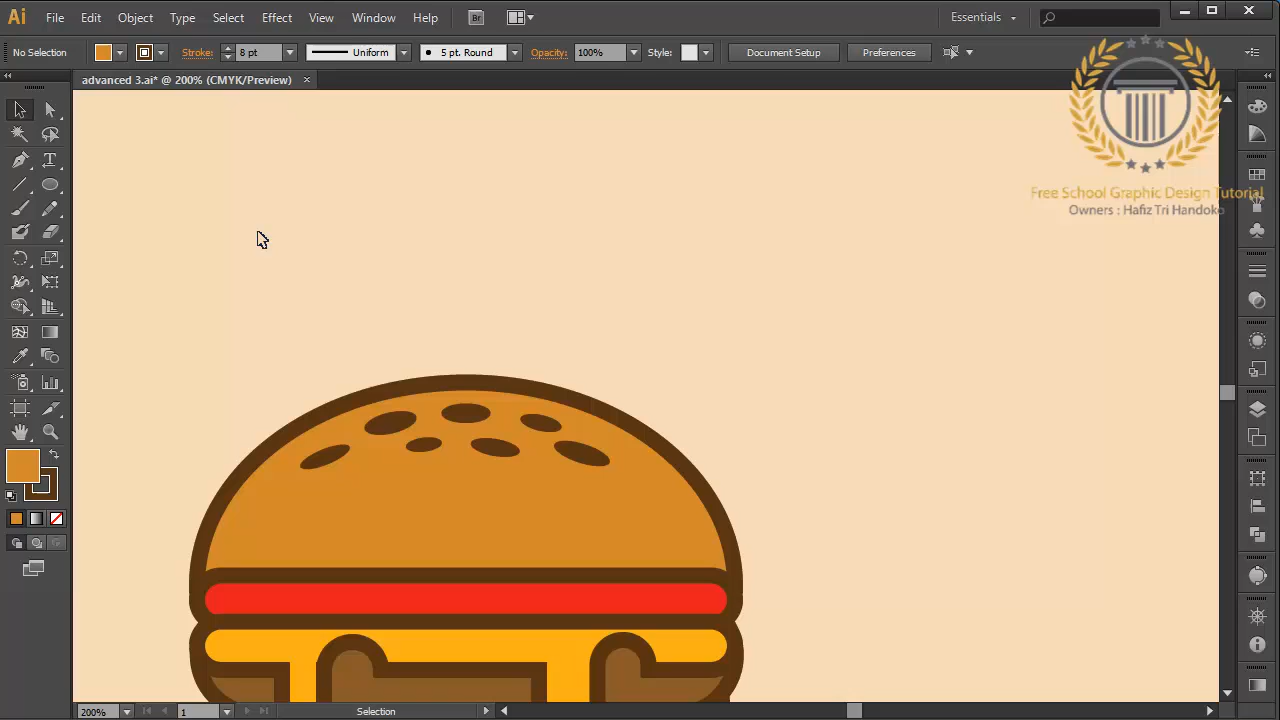 Ai File Edit Object Type Select Effect View Window Help Br Essentials
No Selection Stroke: 8 pt Uniform 5 pt. Round Opacity: 100% Style: Document Setup Preferences
advanced 3.ai* @ 200% (CMYK/Preview) ×
Free School Graphic Design Tutorial
Owners : Hafiz Tri Handoko
200% 1 Selection